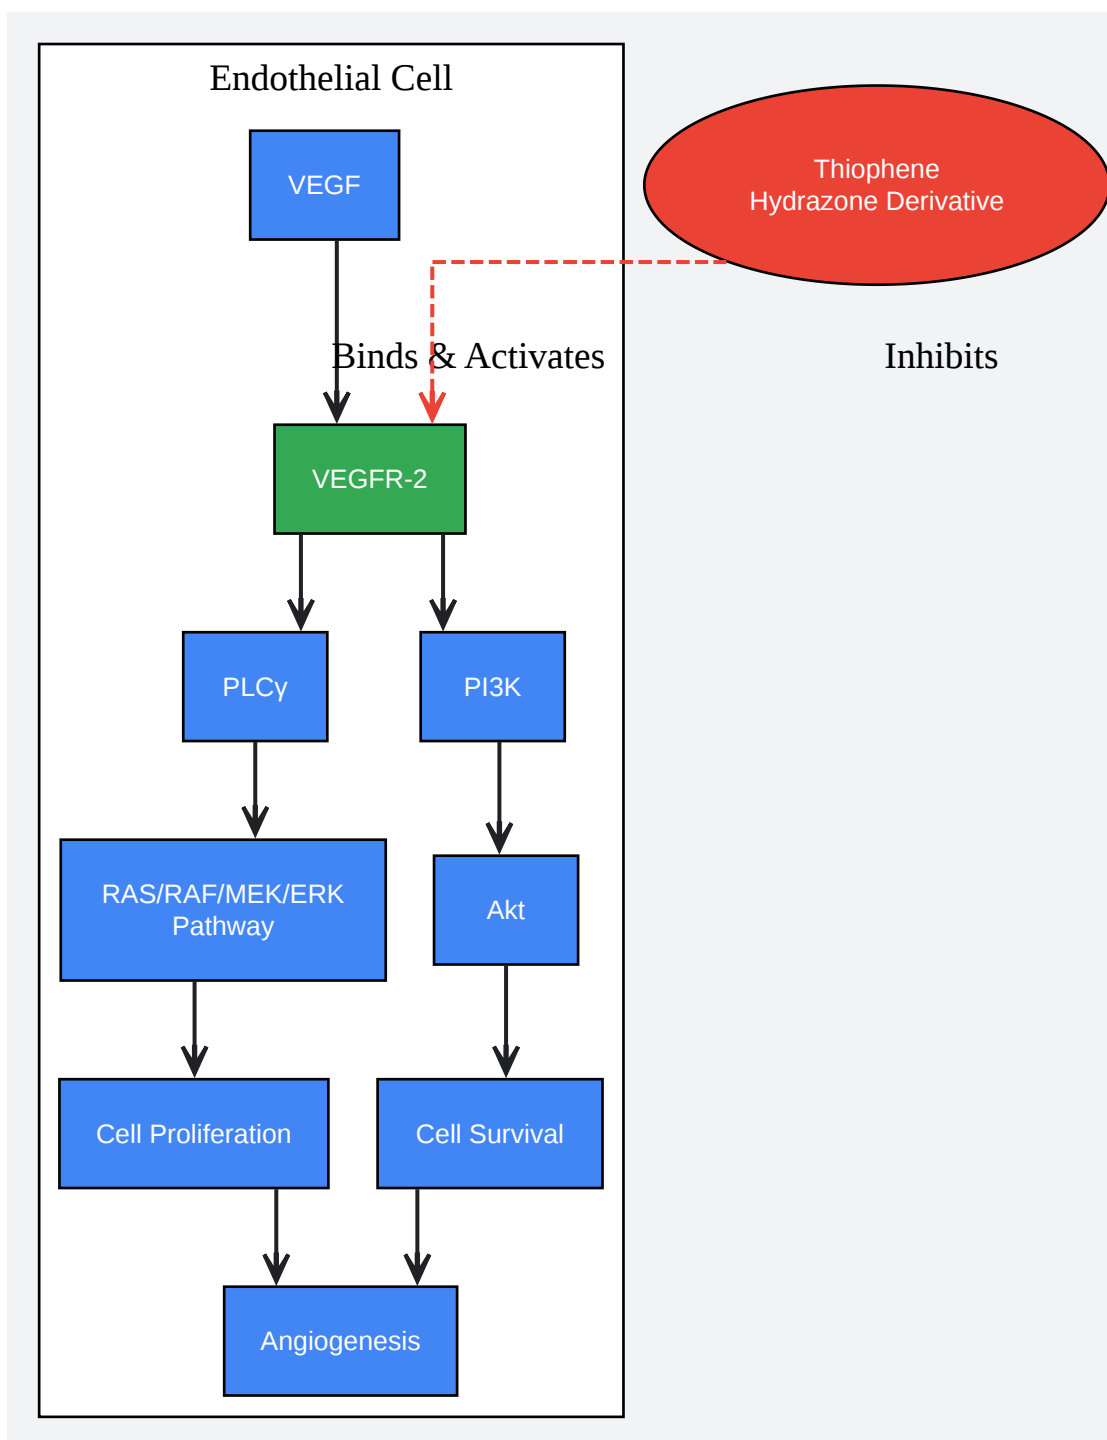 Endothelial Cell
VEGF
Thiophene
Hydrazone Derivative
Binds & Activates
Inhibits
VEGFR-2
PLCγ
PI3K
RAS/RAF/MEK/ERK
Pathway
Akt
Cell Proliferation
Cell Survival
Angiogenesis